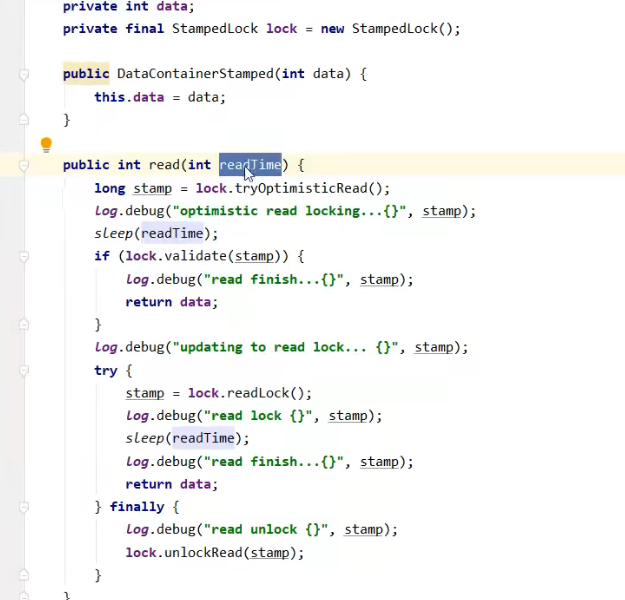 private int data;
private final StampedLock lock = new StampedLock();
public DataContainerStamped(int data) {
this.data = data;
}
public int read(int readTime) {
long stamp = lock.tryOptimisticRead();
log.debug("optimistic read locking...{}", stamp);
sleep(readTime);
if (lock.validate(stamp)) {
log.debug("read finish...{}", stamp);
return data;
}
log.debug("updating to read lock... {}", stamp);
try {
stamp = lock.readLock();
log.debug("read lock {}", stamp);
sleep(readTime);
log.debug("read finish...{}", stamp);
return data;
} finally {
log.debug("read unlock {}", stamp);
lock.unlockRead(stamp);
}
}